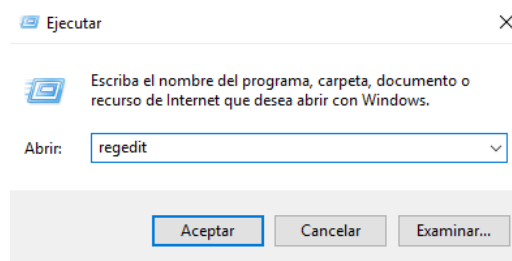 Ejecutar
Escriba el nombre del programa, carpeta, documento o
recurso de Internet que desea abrir con Windows.
Abrir: regedit
Aceptar Cancelar Examinar...